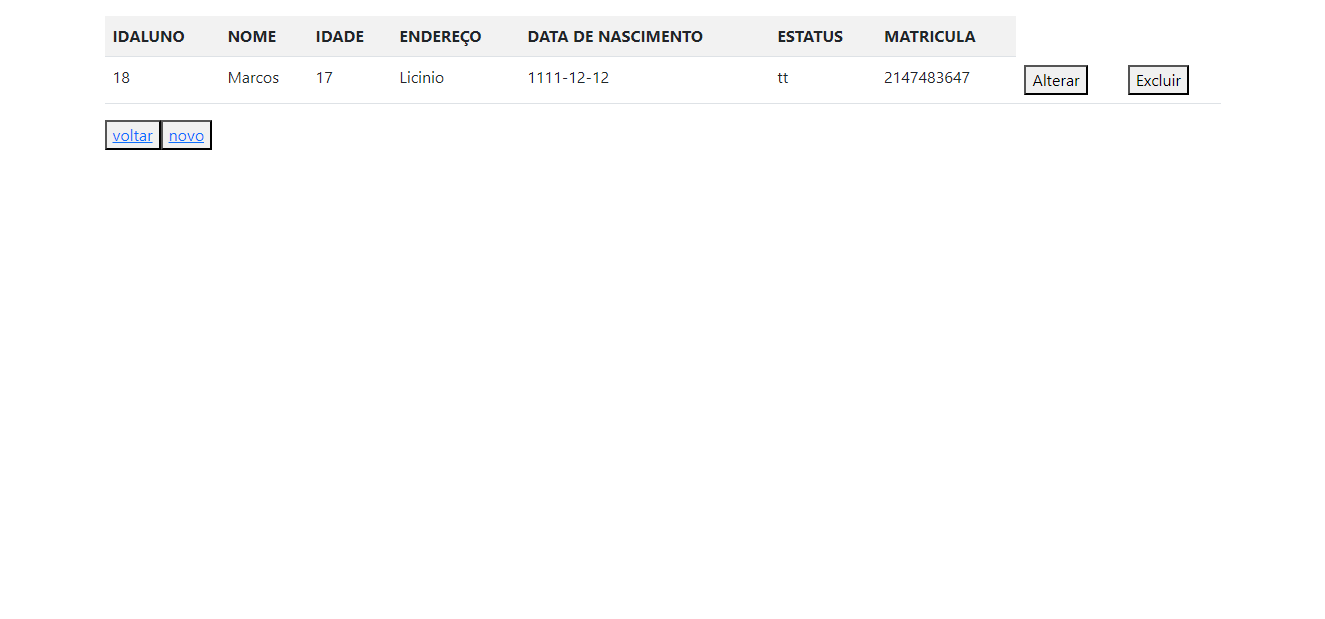 IDALUNO NOME IDADE ENDEREÇO DATA DE NASCIMENTO ESTATUS MATRICULA
18 Marcos 17 Licinio 1111-12-12 tt 2147483647 Alterar Excluir
voltar novo